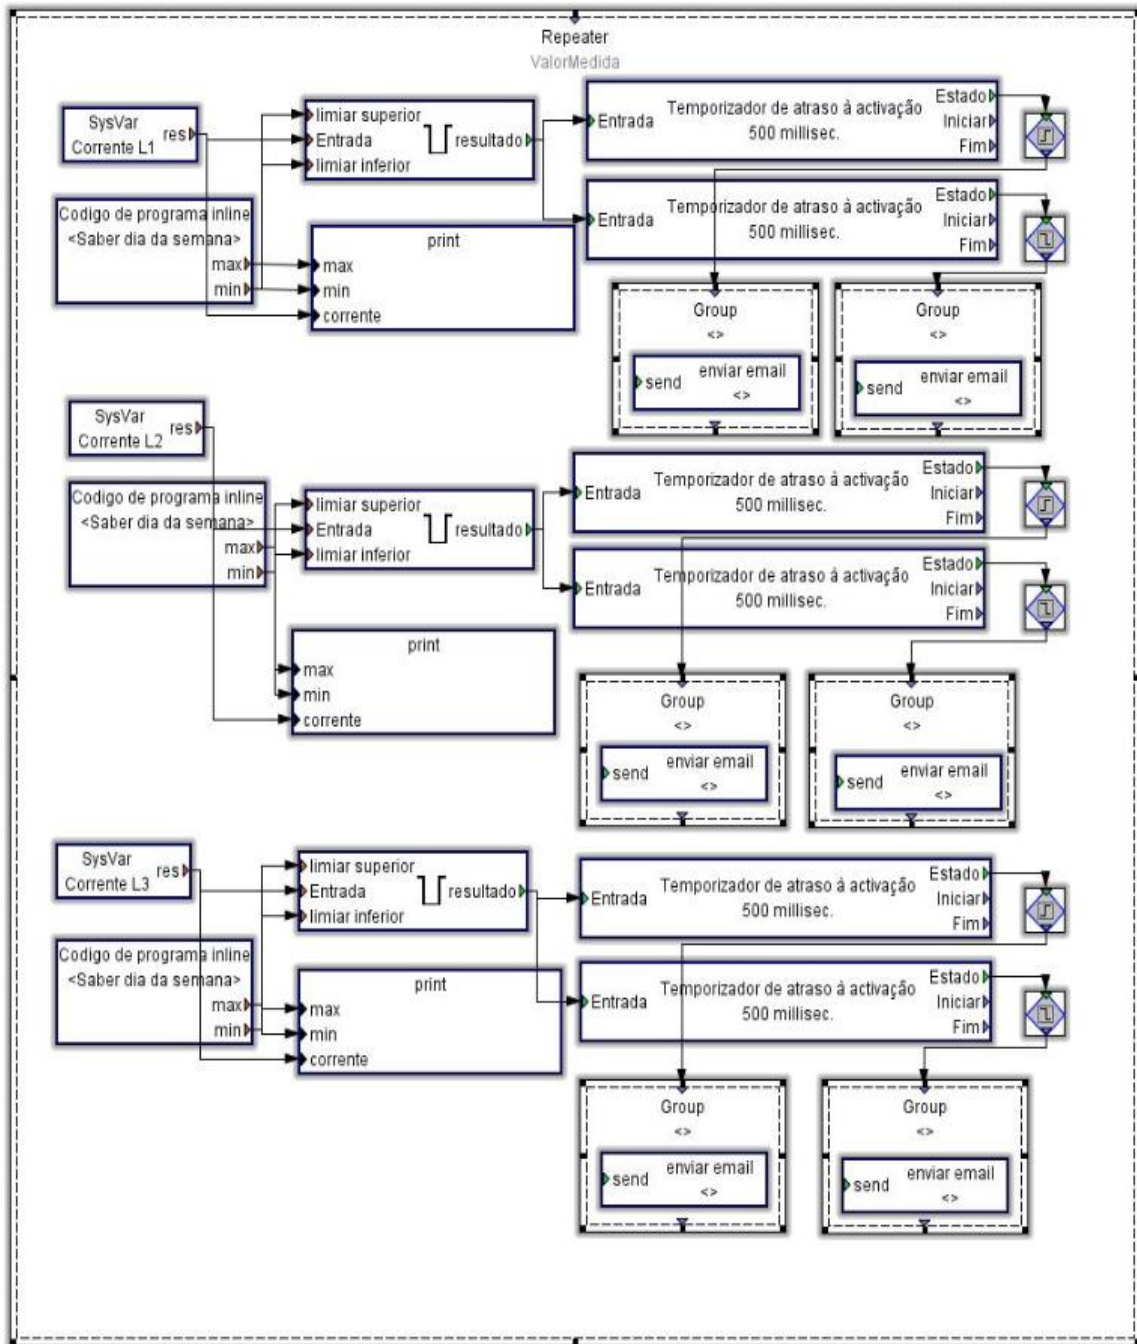 Repeater
ValorMedida
SysVar
Corrente L1
res
Codigo de programa inline
<Saber dia da semana>
max
min
limiar superior
Entrada
limiar inferior
resultado
print
max
min
corrente
Entrada
Temporizador de atraso à activação
500 millisec.
Estado
Iniciar
Fim
Entrada
Temporizador de atraso à activação
500 millisec.
Estado
Iniciar
Fim
Group
<>
send
enviar email
<>
Group
<>
send
enviar email
<>
SysVar
Corrente L2
res
Codigo de programa inline
<Saber dia da semana>
max
min
limiar superior
Entrada
limiar inferior
resultado
print
max
min
corrente
Entrada
Temporizador de atraso à activação
500 millisec.
Estado
Iniciar
Fim
Entrada
Temporizador de atraso à activação
500 millisec.
Estado
Iniciar
Fim
Group
<>
send
enviar email
<>
Group
<>
send
enviar email
<>
SysVar
Corrente L3
res
Codigo de programa inline
<Saber dia da semana>
max
min
limiar superior
Entrada
limiar inferior
resultado
print
max
min
corrente
Entrada
Temporizador de atraso à activação
500 millisec.
Estado
Iniciar
Fim
Entrada
Temporizador de atraso à activação
500 millisec.
Estado
Iniciar
Fim
Group
<>
send
enviar email
<>
Group
<>
send
enviar email
<>